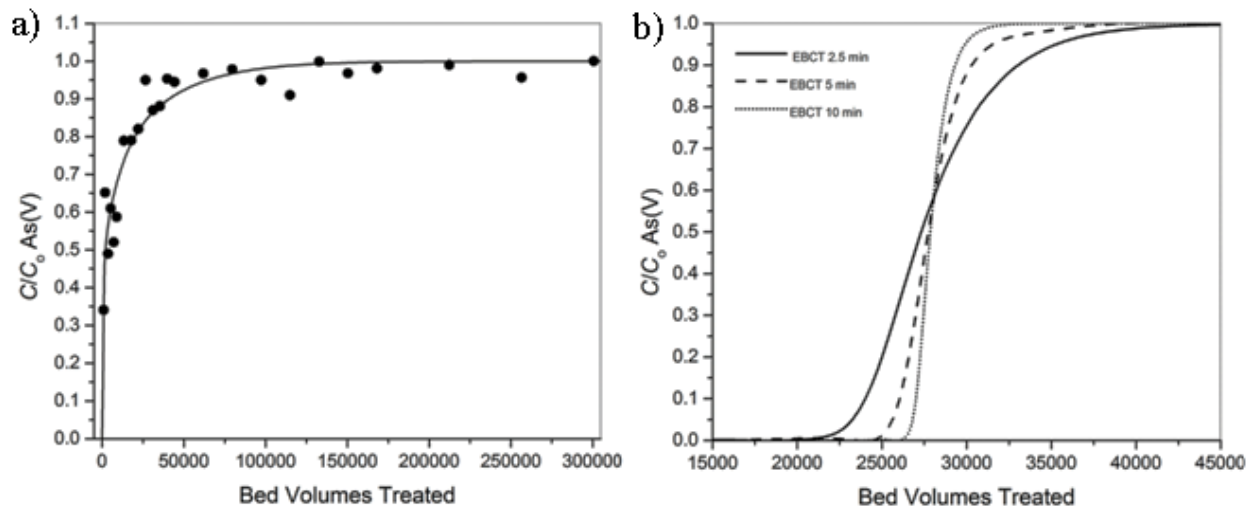 a)
1.1
1.0
0.9
0.8
0.7
0.6
0.5
0.4
0.3
0.2
0.1
0.0
C/Co As(V)
0 50000 100000 150000 200000 250000 300000
Bed Volumes Treated
b)
EBCT 2.5 min
EBCT 5 min
EBCT 10 min
1.0
0.9
0.8
0.7
0.6
0.5
0.4
0.3
0.2
0.1
0.0
C/Co As(V)
15000 20000 25000 30000 35000 40000 45000
Bed Volumes Treated